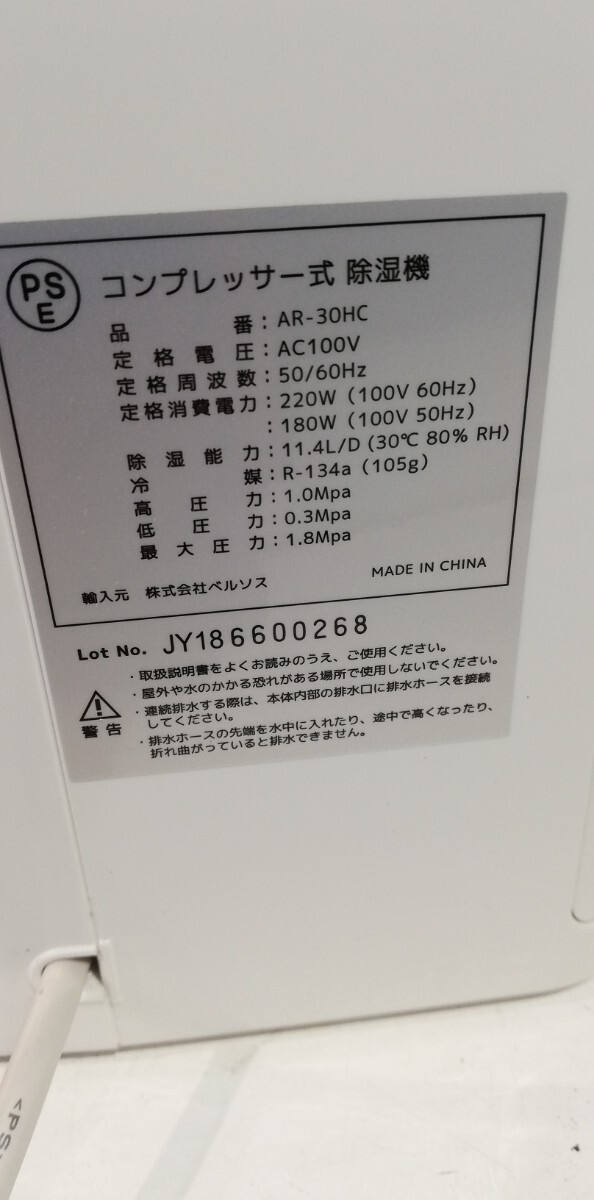 PS
E
コンプレッサー式 除湿機
品番：AR-30HC
定格電圧：AC100V
定格周波数：50/60Hz
定格消費電力：220W（100V 60Hz）
：180W（100V 50Hz）
除湿能力：11.4L/D (30℃ 80% RH)
冷媒：R-134a（105g）
高圧力：1.0Mpa
低圧力：0.3Mpa
最大圧力：1.8Mpa
輸入元 株式会社ベルソス
MADE IN CHINA
Lot No. JY186600268
警告
・取扱説明書をよくお読みのうえ、ご使用ください。
・屋外や水のかかる恐れがある場所で使用しないでください。
・連続排水する際は、本体内部の排水口に排水ホースを接続
してください。
・排水ホースの先端を水中に入れたり、途中で高くなったり、
折れ曲がっていると排水できません。